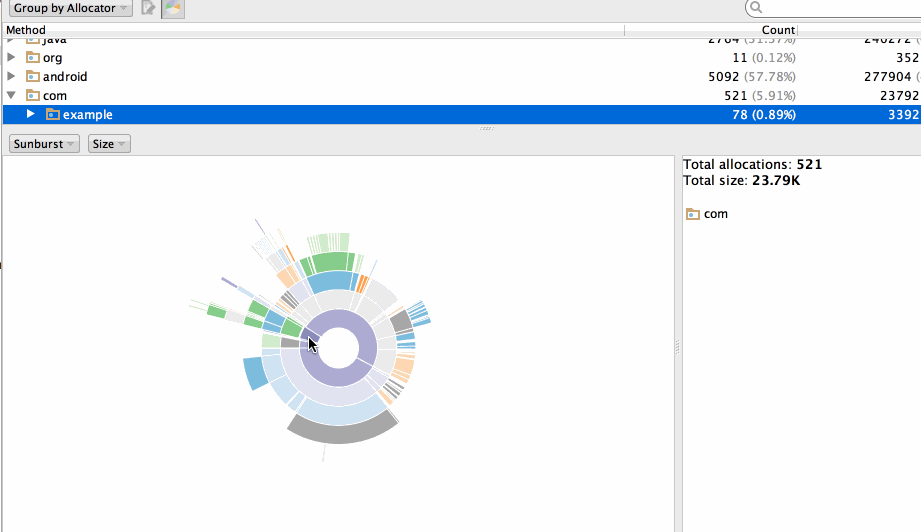 Group by Allocator
Method Count
java 2764 (31.37%) 240272
org 11 (0.12%) 352
android 5092 (57.78%) 277904
com 521 (5.91%) 23792
example 78 (0.89%) 3392
Sunburst Size
Total allocations: 521
Total size: 23.79K
com